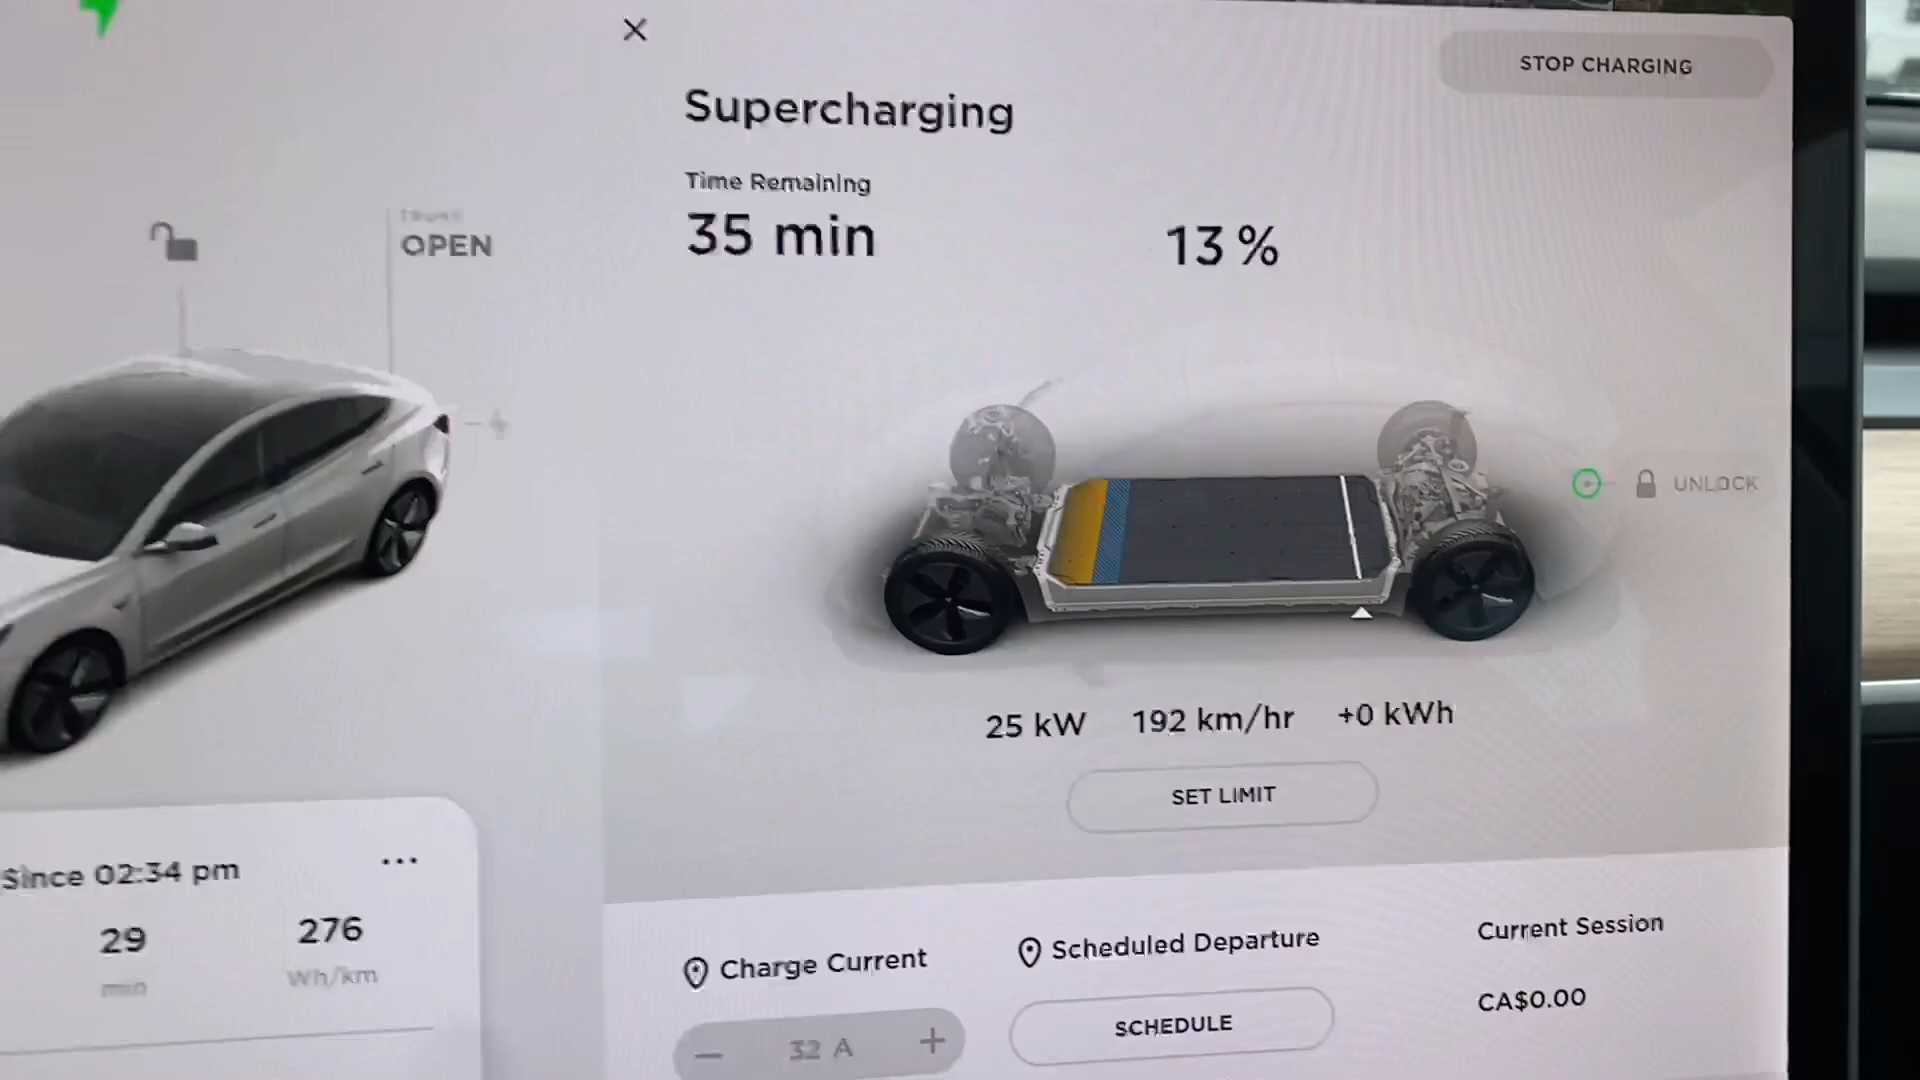 STOP CHARGING
Supercharging
Time Remaining
35 min
13 %
OPEN
UNLOCK
25 kW 192 km/hr +0 kWh
SET LIMIT
Since 02:34 pm
29
276
min
Wh/km
Charge Current
Scheduled Departure
Current Session
32 A
SCHEDULE
CA$0.00